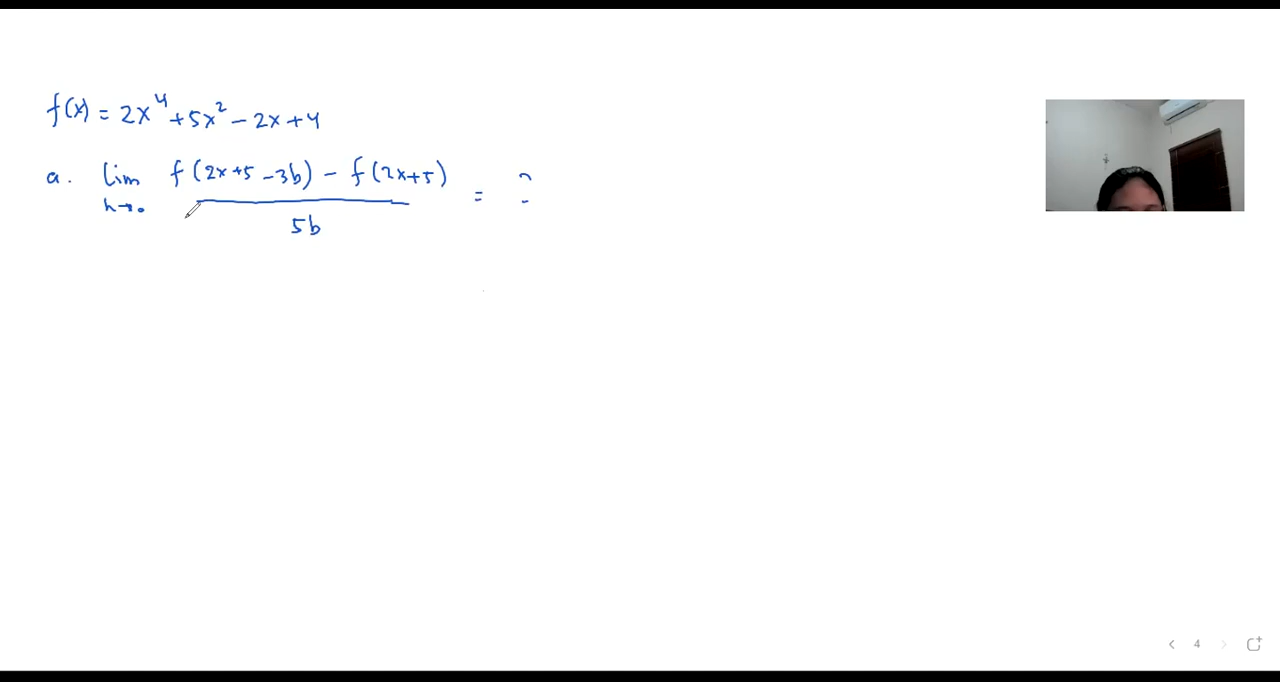 f(x) = 2x⁴ + 5x² - 2x + 4
a. lim f(2x+5-3b) - f(2x+5) = ?
h→0 5b
4